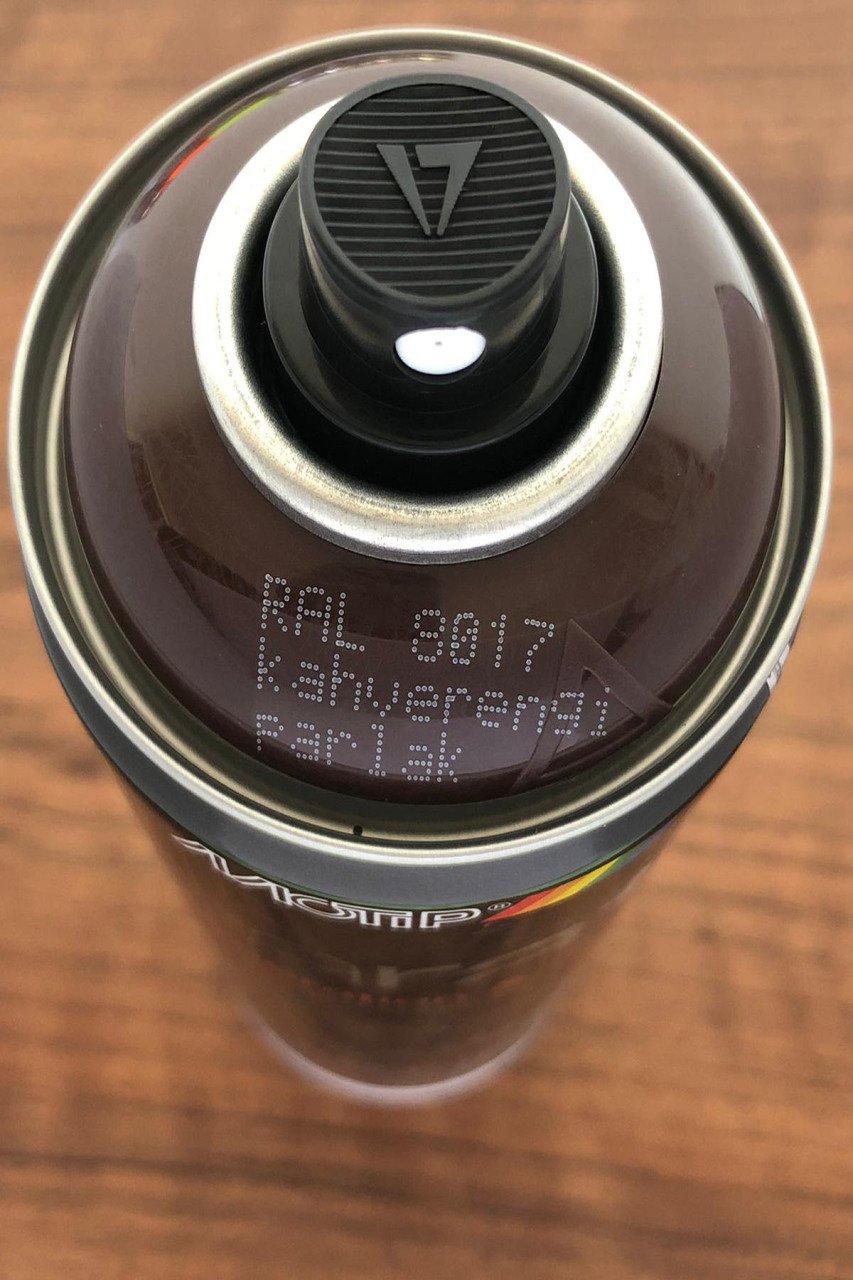 RAL 8017
kahverengi
parlak
MOTIP®